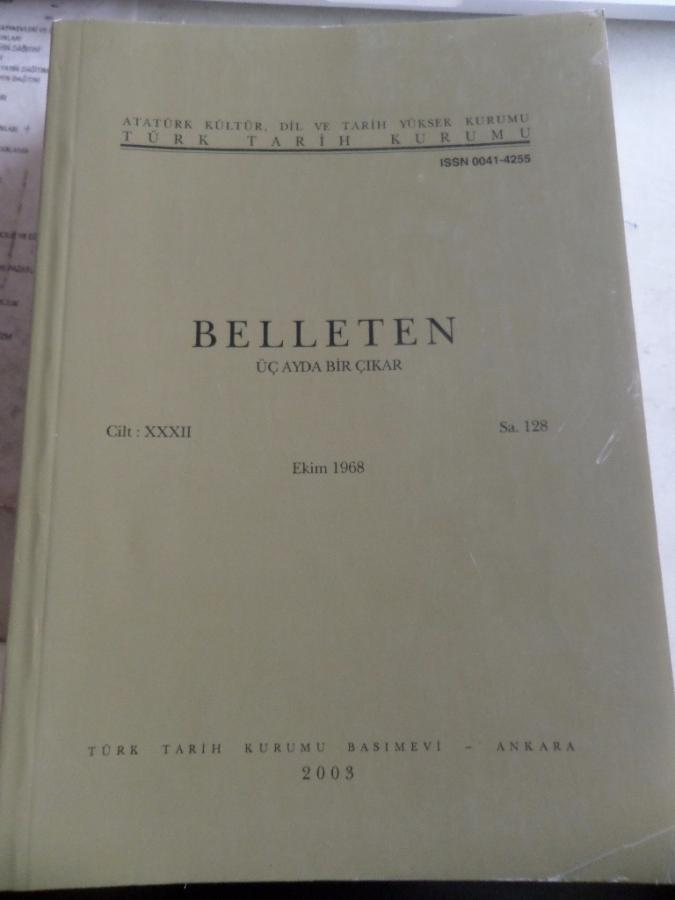 ATATÜRK KÜLTÜR, DİL VE TARİH YÜKSEK KURUMU
TÜRK TARİH KURUMU
ISSN 0041-4255
BELLETEN
ÜÇ AYDA BİR ÇIKAR
Cilt : XXXII
Sa. 128
Ekim 1968
TÜRK TARİH KURUMU BASIMEVİ – ANKARA
2003